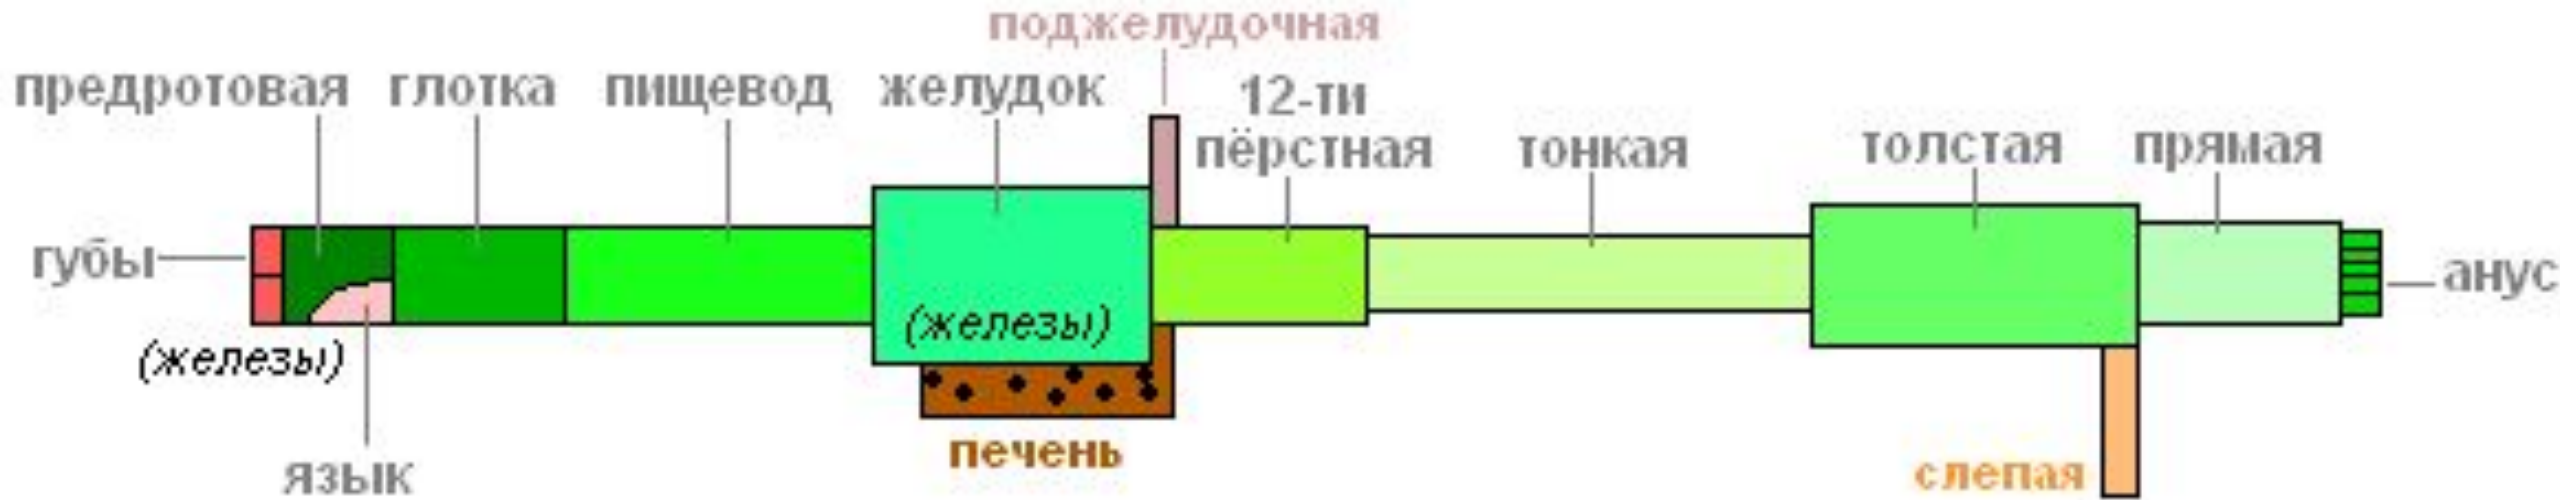 поджелудочная
предротовая
глотка
пищевод
желудок
12-ти
пёрстная
тонкая
толстая
прямая
губы
анус
(железы)
(железы)
печень
язык
слепая